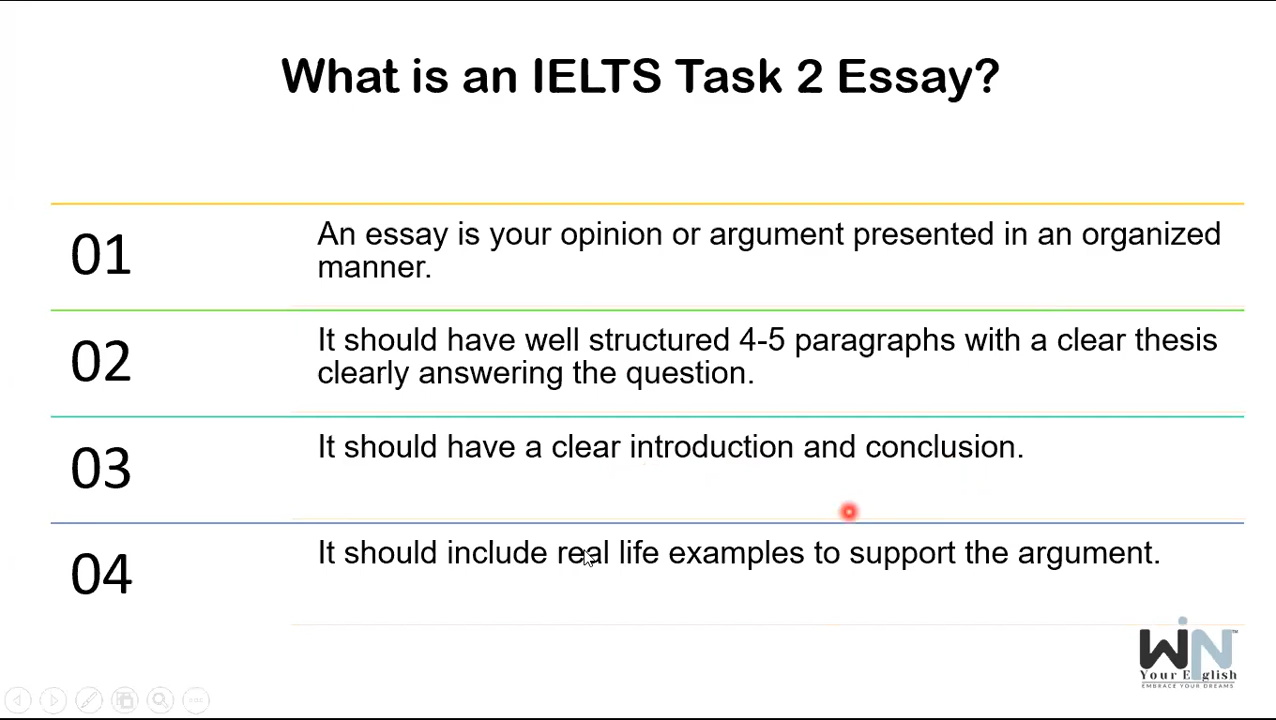 What is an IELTS Task 2 Essay?
01
An essay is your opinion or argument presented in an organized
manner.
02
It should have well structured 4-5 paragraphs with a clear thesis
clearly answering the question.
03
It should have a clear introduction and conclusion.
04
It should include real life examples to support the argument.
WiN™
Your English
EMBRACE YOUR DREAMS